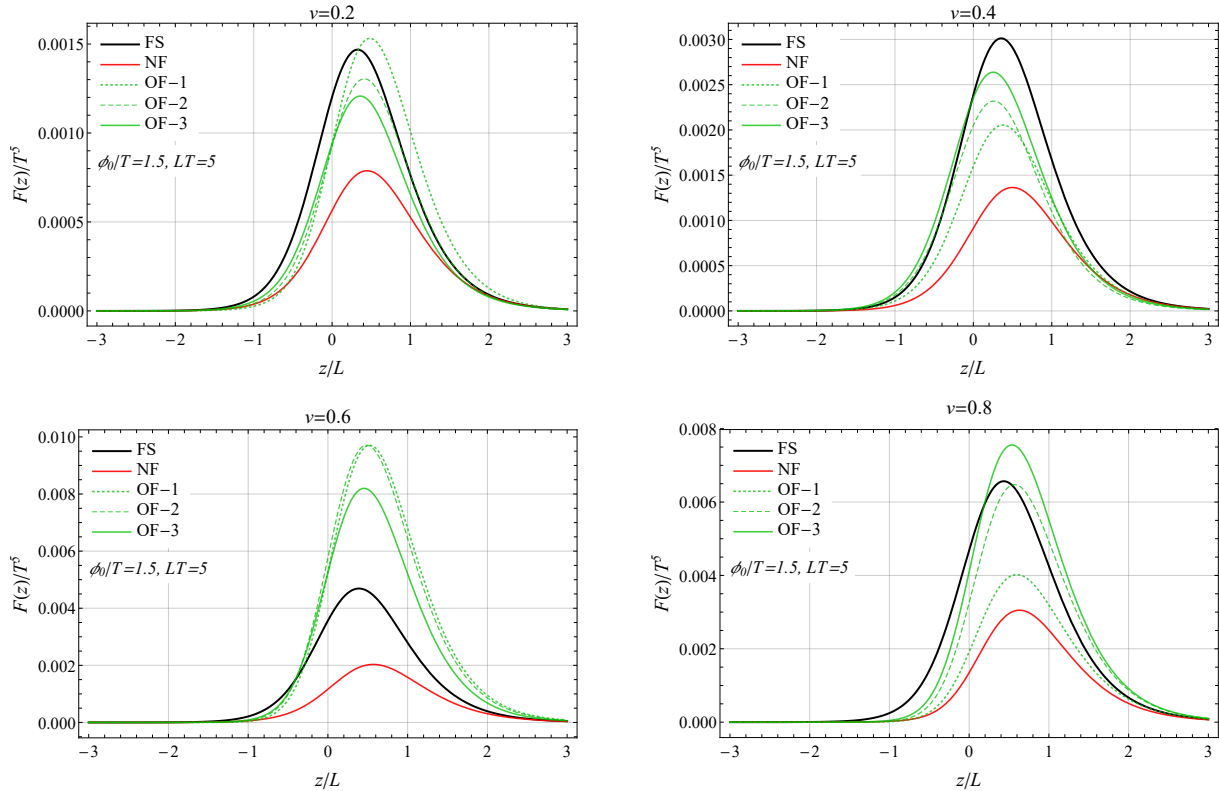 v=0.2
FS
NF
OF−1
OF−2
OF−3
ϕ₀/T=1.5, LT=5
F(z)/T⁵
0.0015
0.0010
0.0005
0.0000
−3 −2 −1 0 1 2 3
z/L
v=0.4
FS
NF
OF−1
OF−2
OF−3
ϕ₀/T=1.5, LT=5
F(z)/T⁵
0.0030
0.0025
0.0020
0.0015
0.0010
0.0005
0.0000
−3 −2 −1 0 1 2 3
z/L
v=0.6
FS
NF
OF−1
OF−2
OF−3
ϕ₀/T=1.5, LT=5
F(z)/T⁵
0.010
0.008
0.006
0.004
0.002
0.000
−3 −2 −1 0 1 2 3
z/L
v=0.8
FS
NF
OF−1
OF−2
OF−3
ϕ₀/T=1.5, LT=5
F(z)/T⁵
0.008
0.006
0.004
0.002
0.000
−3 −2 −1 0 1 2 3
z/L